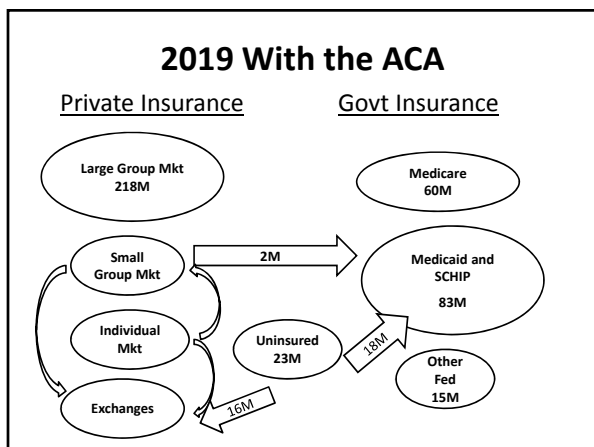 2019 With the ACA
Private Insurance
Govt Insurance
Large Group Mkt
218M
Medicare
60M
Small
Group Mkt
2M
Medicaid and
SCHIP
83M
Individual
Mkt
Uninsured
23M
18M
Other
Fed
15M
Exchanges
16M